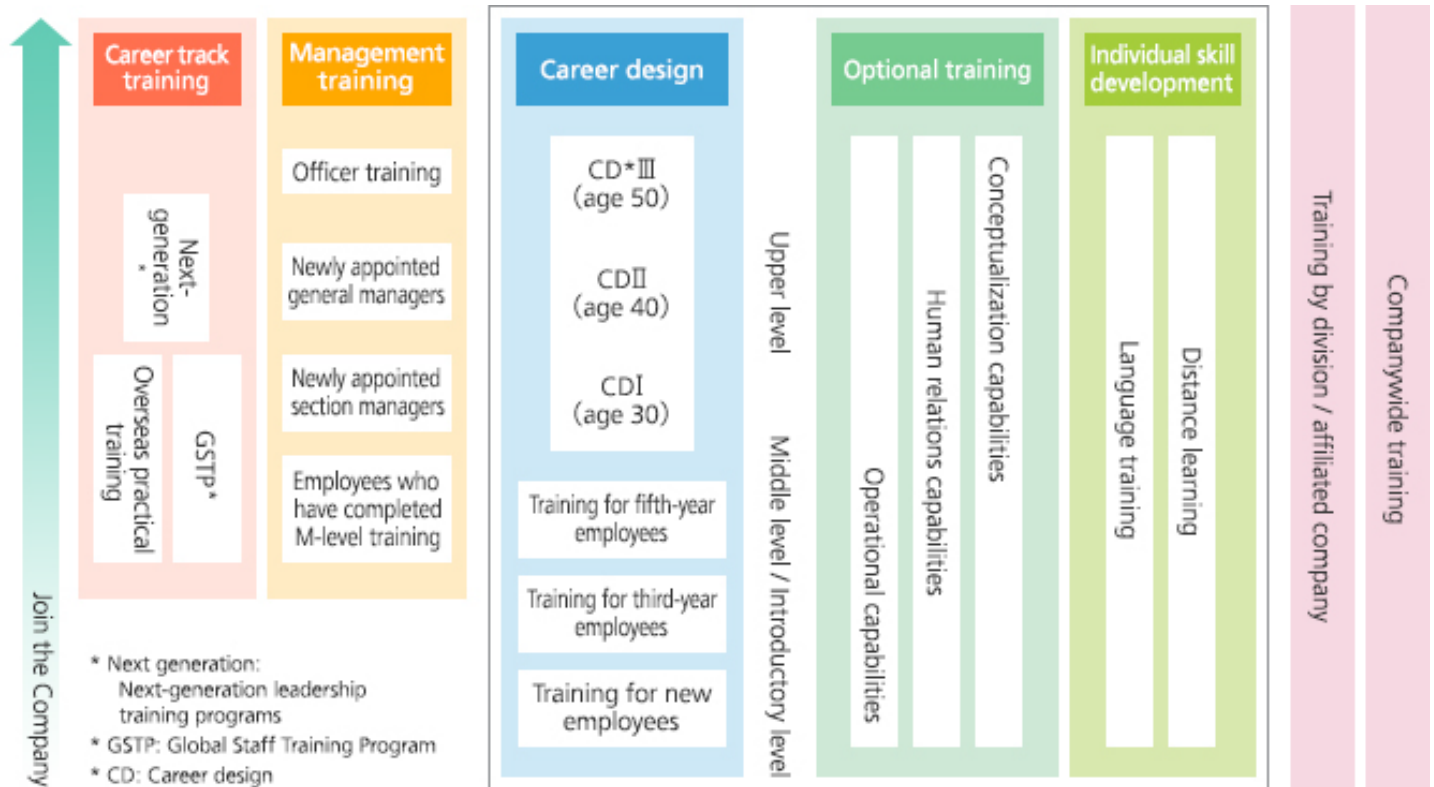 Join the Company
Career track
training
Next-
generation
*
Overseas practical
training
GSTP*
Management
training
Officer training
Newly appointed
general managers
Newly appointed
section managers
Employees who
have completed
M-level training
* Next generation:
Next-generation leadership
training programs
* GSTP: Global Staff Training Program
* CD: Career design
Career design
CD*Ⅲ
(age 50)
CDⅡ
(age 40)
CDⅠ
(age 30)
Training for fifth-year
employees
Training for third-year
employees
Training for new
employees
Upper level
Middle level / Introductory level
Optional training
Operational capabilities
Human relations capabilities
Conceptualization capabilities
Individual skill
development
Language training
Distance learning
Training by division / affiliated company
Companywide training